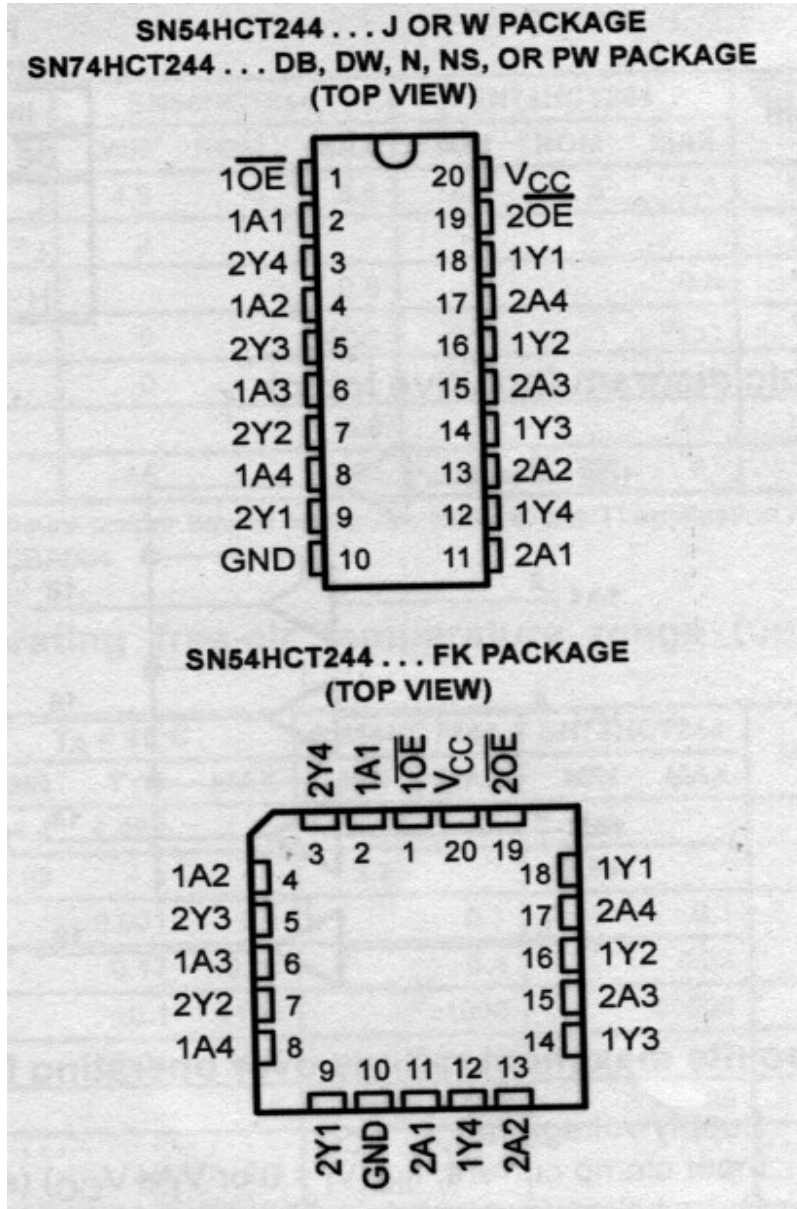 SN54HCT244 . . . J OR W PACKAGE
SN74HCT244 . . . DB, DW, N, NS, OR PW PACKAGE
(TOP VIEW)
1OE 1 20 VCC
1A1 2 19 2OE
2Y4 3 18 1Y1
1A2 4 17 2A4
2Y3 5 16 1Y2
1A3 6 15 2A3
2Y2 7 14 1Y3
1A4 8 13 2A2
2Y1 9 12 1Y4
GND 10 11 2A1
SN54HCT244 . . . FK PACKAGE
(TOP VIEW)
2Y4 1A1 1OE VCC 2OE
3 2 1 20 19
1A2 4 18 1Y1
2Y3 5 17 2A4
1A3 6 16 1Y2
2Y2 7 15 2A3
1A4 8 14 1Y3
9 10 11 12 13
2Y1 GND 2A1 1Y4 2A2